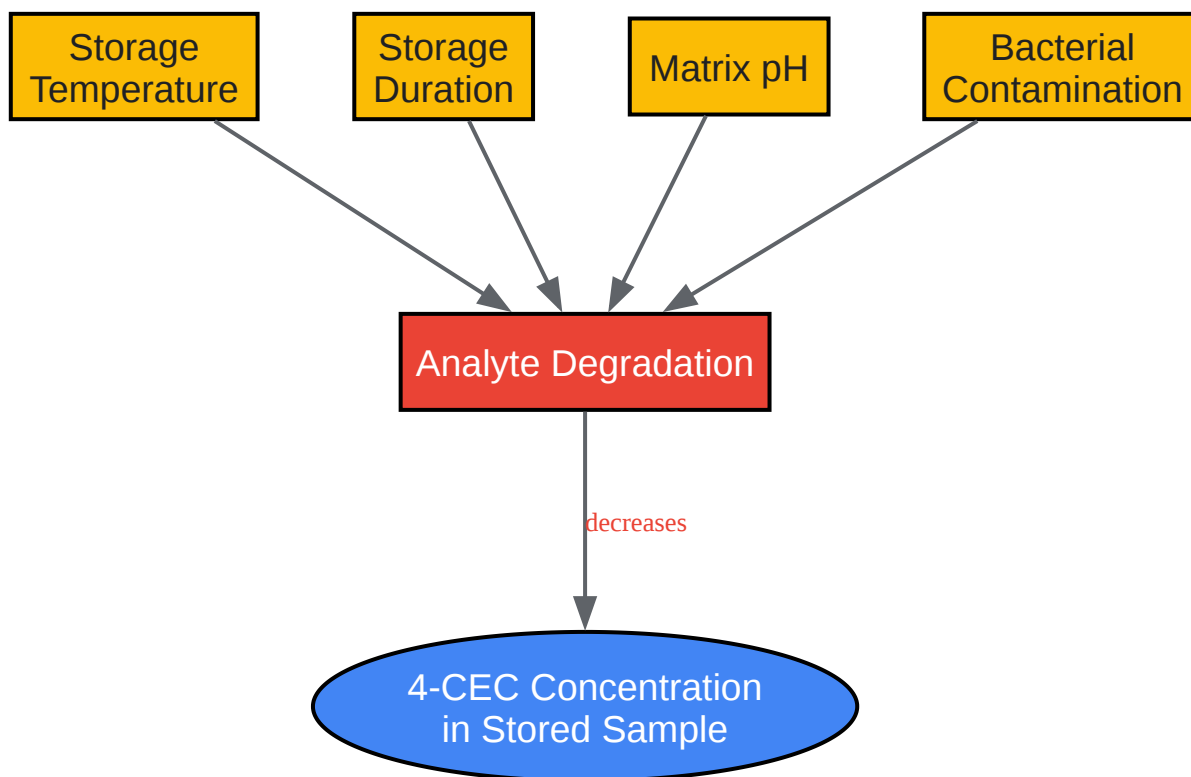 Storage
Temperature
Storage
Duration
Matrix pH
Bacterial
Contamination
Analyte Degradation
decreases
4-CEC Concentration
in Stored Sample